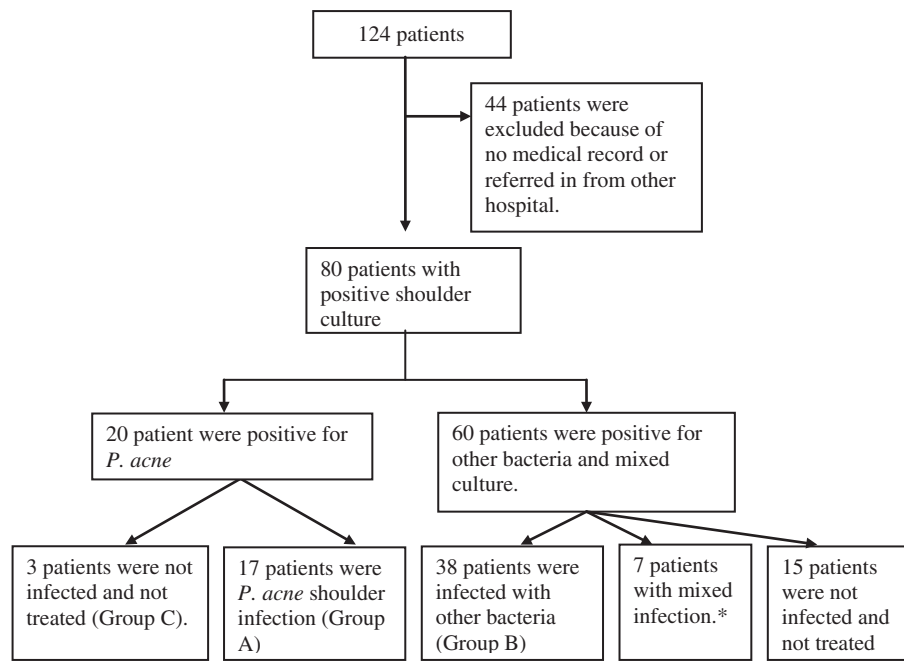 124 patients
44 patients were
excluded because of
no medical record or
referred in from other
hospital.
80 patients with
positive shoulder
culture
20 patient were positive for
P. acne
60 patients were positive for
other bacteria and mixed
culture.
3 patients were not
infected and not
treated (Group C).
17 patients were
P. acne shoulder
infection (Group
A)
38 patients were
infected with
other bacteria
(Group B)
7 patients
with mixed
infection.*
15 patients
were not
infected and
not treated